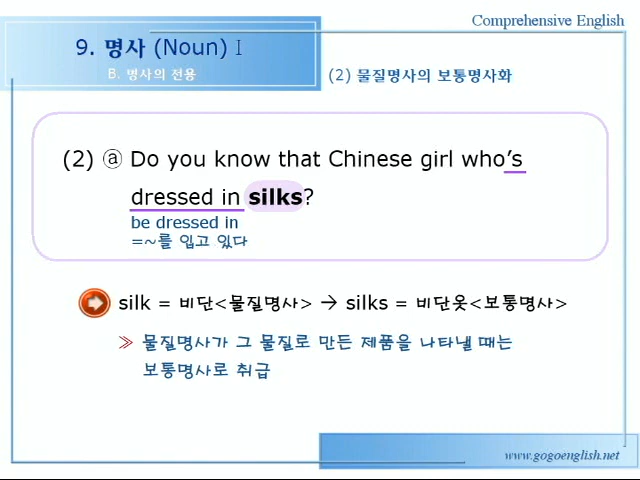 Comprehensive English
9. 명사 (Noun) I
B. 명사의 전용
(2) 물질명사의 보통명사화
(2) ⓐ Do you know that Chinese girl who’s
dressed in silks?
be dressed in
=~를 입고 있다
silk = 비단<물질명사> → silks = 비단옷<보통명사>
≫ 물질명사가 그 물질로 만든 제품을 나타낼 때는
보통명사로 취급
www.gogoenglish.net